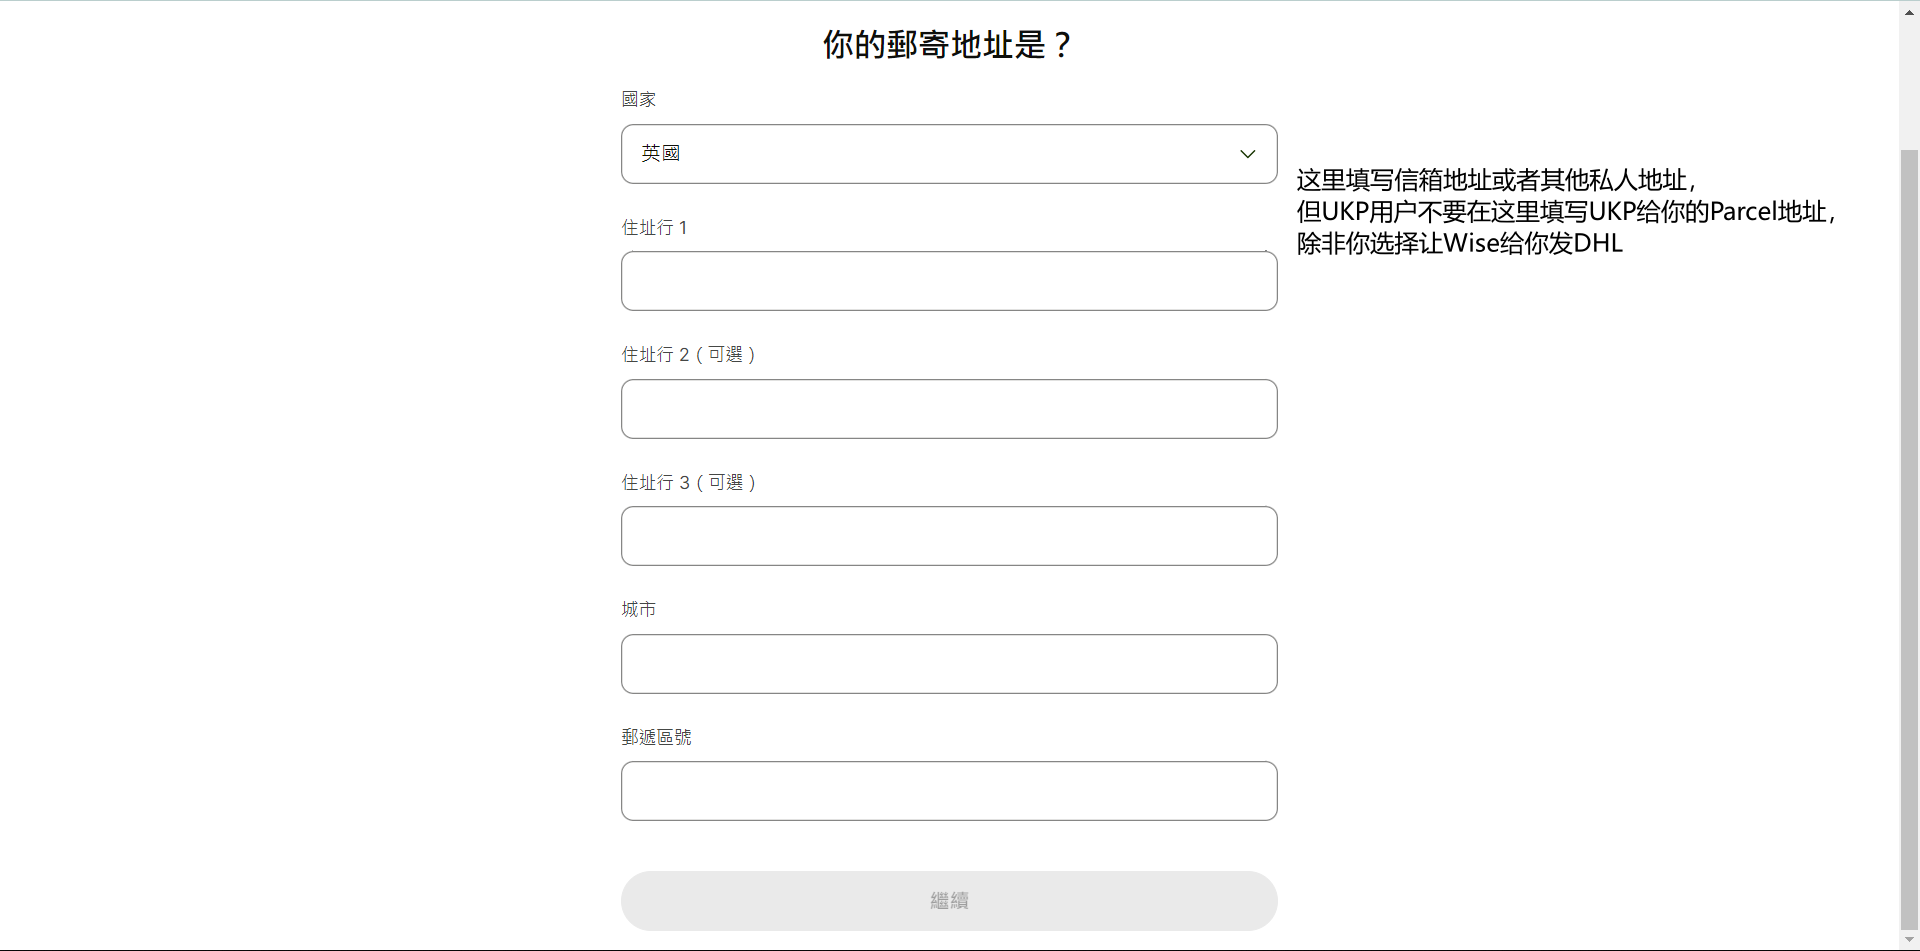 你的郵寄地址是？
國家
英國
这里填写信箱地址或者其他私人地址，
但UKP用户不要在这里填写UKP给你的Parcel地址，
除非你选择让Wise给你发DHL
住址行 1
住址行 2（可選）
住址行 3（可選）
城市
郵遞區號
繼續